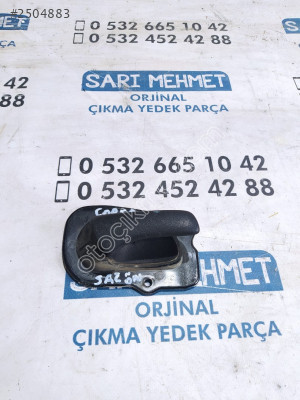 #2504883
0 532 665 10 42
0 532 452 42 88
SARI MEHMET
ORJİNAL
ÇIKMA YEDEK PARÇA
0 532 665 10 42
0 532 452 42 88
MEHMET
ORJİNAL
ÇIKMA YEDEK PARÇA